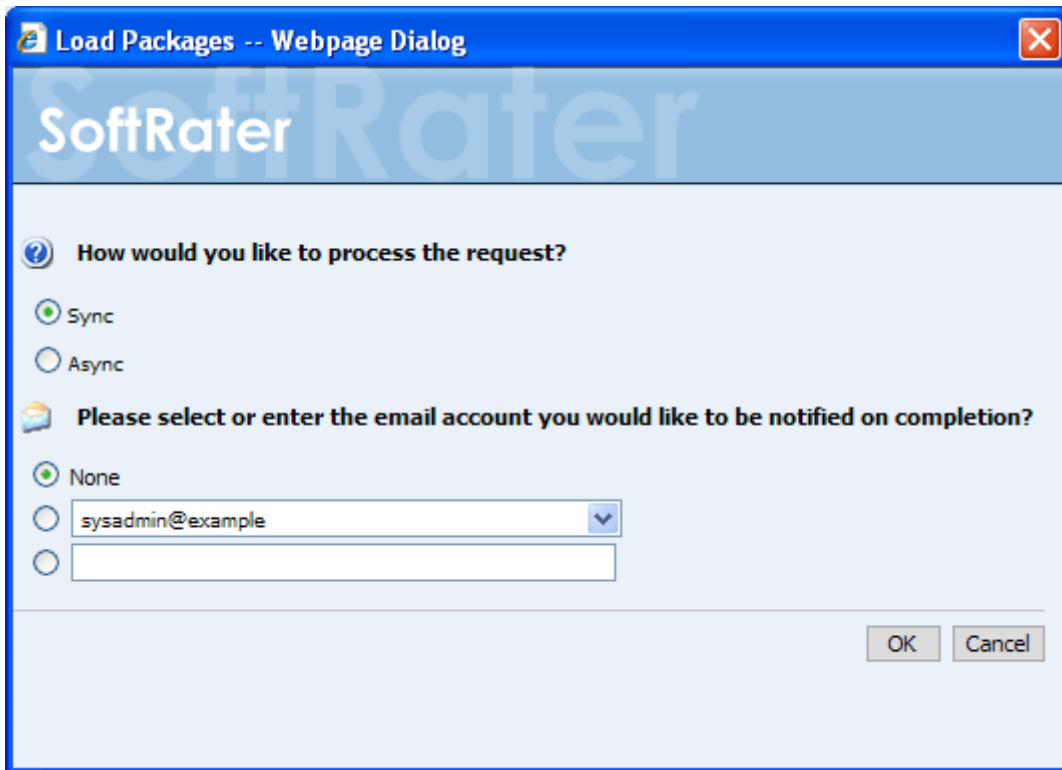 Load Packages -- Webpage Dialog
SoftRater
SoftRater
How would you like to process the request?
Sync
Async
Please select or enter the email account you would like to be notified on completion?
None
sysadmin@example
OK Cancel